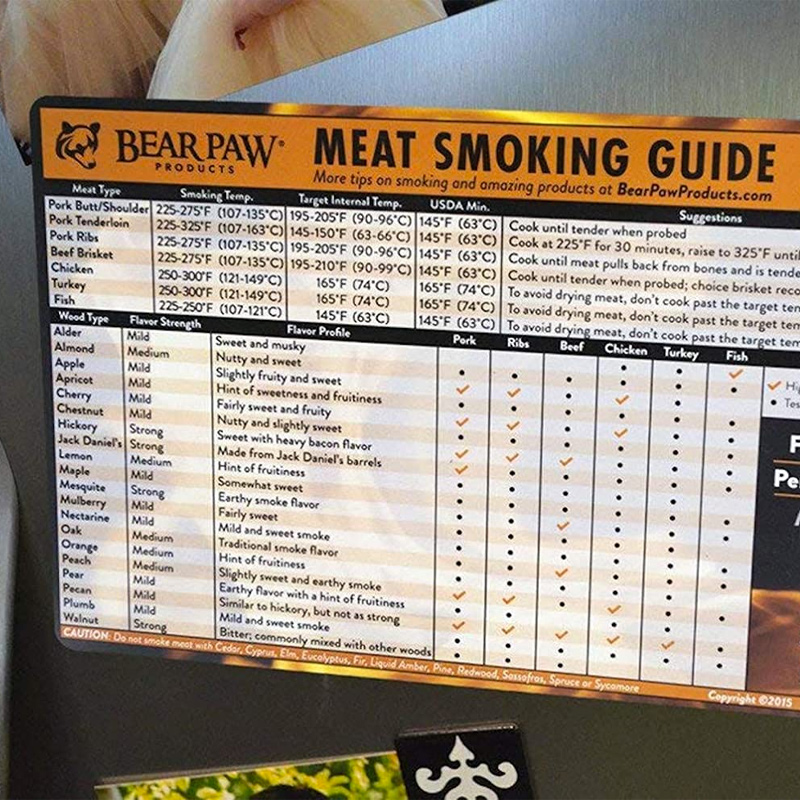 BEAR PAW®
PRODUCTS
MEAT SMOKING GUIDE
More tips on smoking and amazing products at BearPawProducts.com
Meat Type Smoking Temp. Target Internal Temp. USDA Min. Suggestions
Pork Butt/Shoulder 225-275°F (107-135°C) 195-205°F (90-96°C) 145°F (63°C) Cook until tender when probed
Pork Tenderloin 225-325°F (107-163°C) 145-150°F (63-66°C) 145°F (63°C) Cook at 225°F for 30 minutes, raise to 325°F until
Pork Ribs 225-275°F (107-135°C) 195-205°F (90-96°C) 145°F (63°C) Cook until meat pulls back from bones and is tende
Beef Brisket 225-275°F (107-135°C) 195-210°F (90-99°C) 145°F (63°C) Cook until tender when probed; choice brisket reco
Chicken 250-300°F (121-149°C) 165°F (74°C) 165°F (74°C) To avoid drying meat, don't cook past the target ten
Turkey 250-300°F (121-149°C) 165°F (74°C) 165°F (74°C) To avoid drying meat, don't cook past the target ten
Fish 225-250°F (107-121°C) 145°F (63°C) 145°F (63°C) To avoid drying meat, don't cook past the target ten
Wood Type Flavor Strength Flavor Profile Pork Ribs Beef Chicken Turkey Fish
Alder Mild Sweet and musky
Almond Medium Nutty and sweet
Apple Mild Slightly fruity and sweet
Apricot Mild Hint of sweetness and fruitiness
Cherry Mild Fairly sweet and fruity
Chestnut Mild Nutty and slightly sweet
Hickory Strong Sweet with heavy bacon flavor
Jack Daniel's Strong Made from Jack Daniel's barrels
Lemon Medium Hint of fruitiness
Maple Mild Somewhat sweet
Mesquite Strong Earthy smoke flavor
Mulberry Mild Fairly sweet
Nectarine Mild Mild and sweet smoke
Oak Medium Traditional smoke flavor
Orange Medium Hint of fruitiness
Peach Medium Slightly sweet and earthy smoke
Pear Mild Earthy flavor with a hint of fruitiness
Pecan Mild Similar to hickory, but not as strong
Plumb Mild Mild and sweet smoke
Walnut Strong Bitter; commonly mixed with other woods
CAUTION: Do not smoke meat with Cedar, Cyprus, Elm, Eucalyptus, Fir, Liquid Amber, Pine, Redwood, Sassofras, Spruce or Sycamore
Copyright ©2015